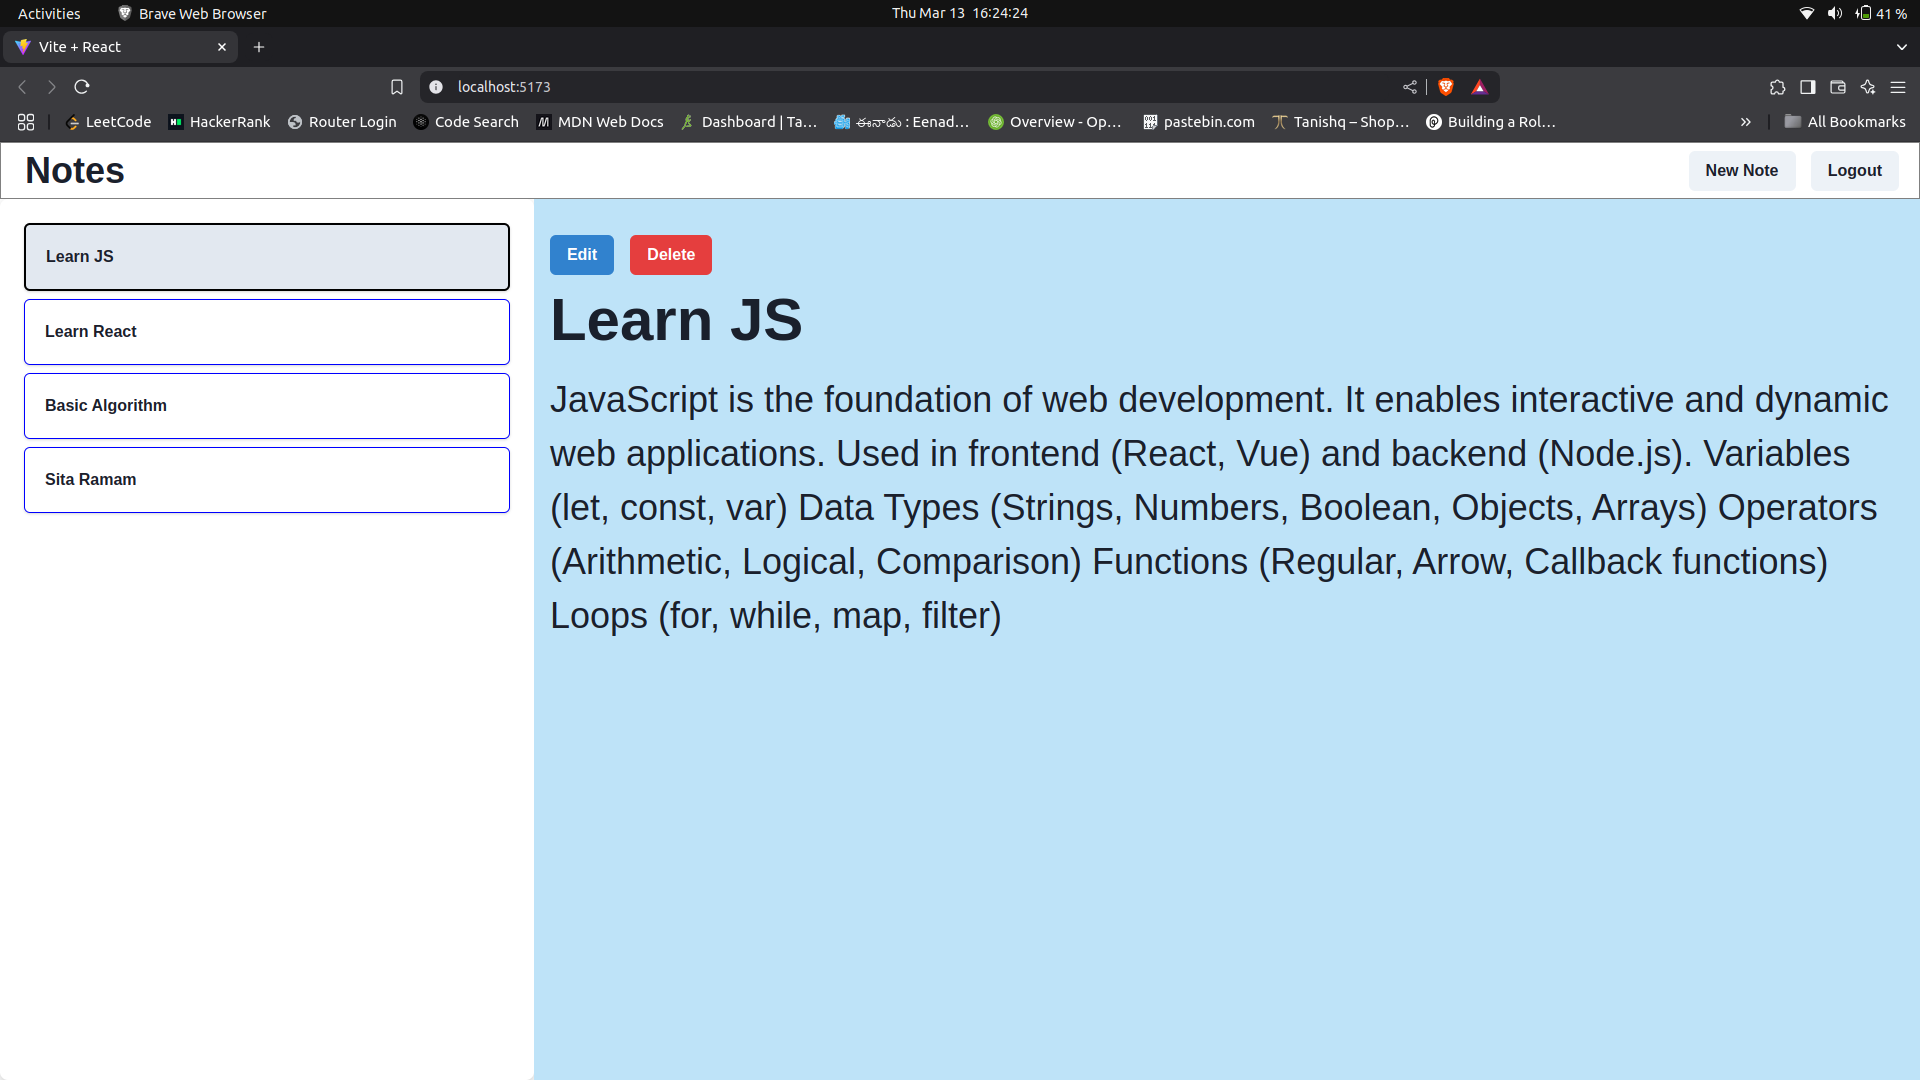 Activities
Brave Web Browser
Thu Mar 13 16:24:24
41 %
Vite + React
localhost:5173
LeetCode
HackerRank
Router Login
Code Search
MDN Web Docs
Dashboard | Ta...
ఈనాడు : Eenad...
Overview - Op...
pastebin.com
Tanishq – Shop...
Building a Rol...
All Bookmarks
Notes
New Note
Logout
Learn JS
Learn React
Basic Algorithm
Sita Ramam
Edit
Delete
Learn JS
JavaScript is the foundation of web development. It enables interactive and dynamic
web applications. Used in frontend (React, Vue) and backend (Node.js). Variables
(let, const, var) Data Types (Strings, Numbers, Boolean, Objects, Arrays) Operators
(Arithmetic, Logical, Comparison) Functions (Regular, Arrow, Callback functions)
Loops (for, while, map, filter)